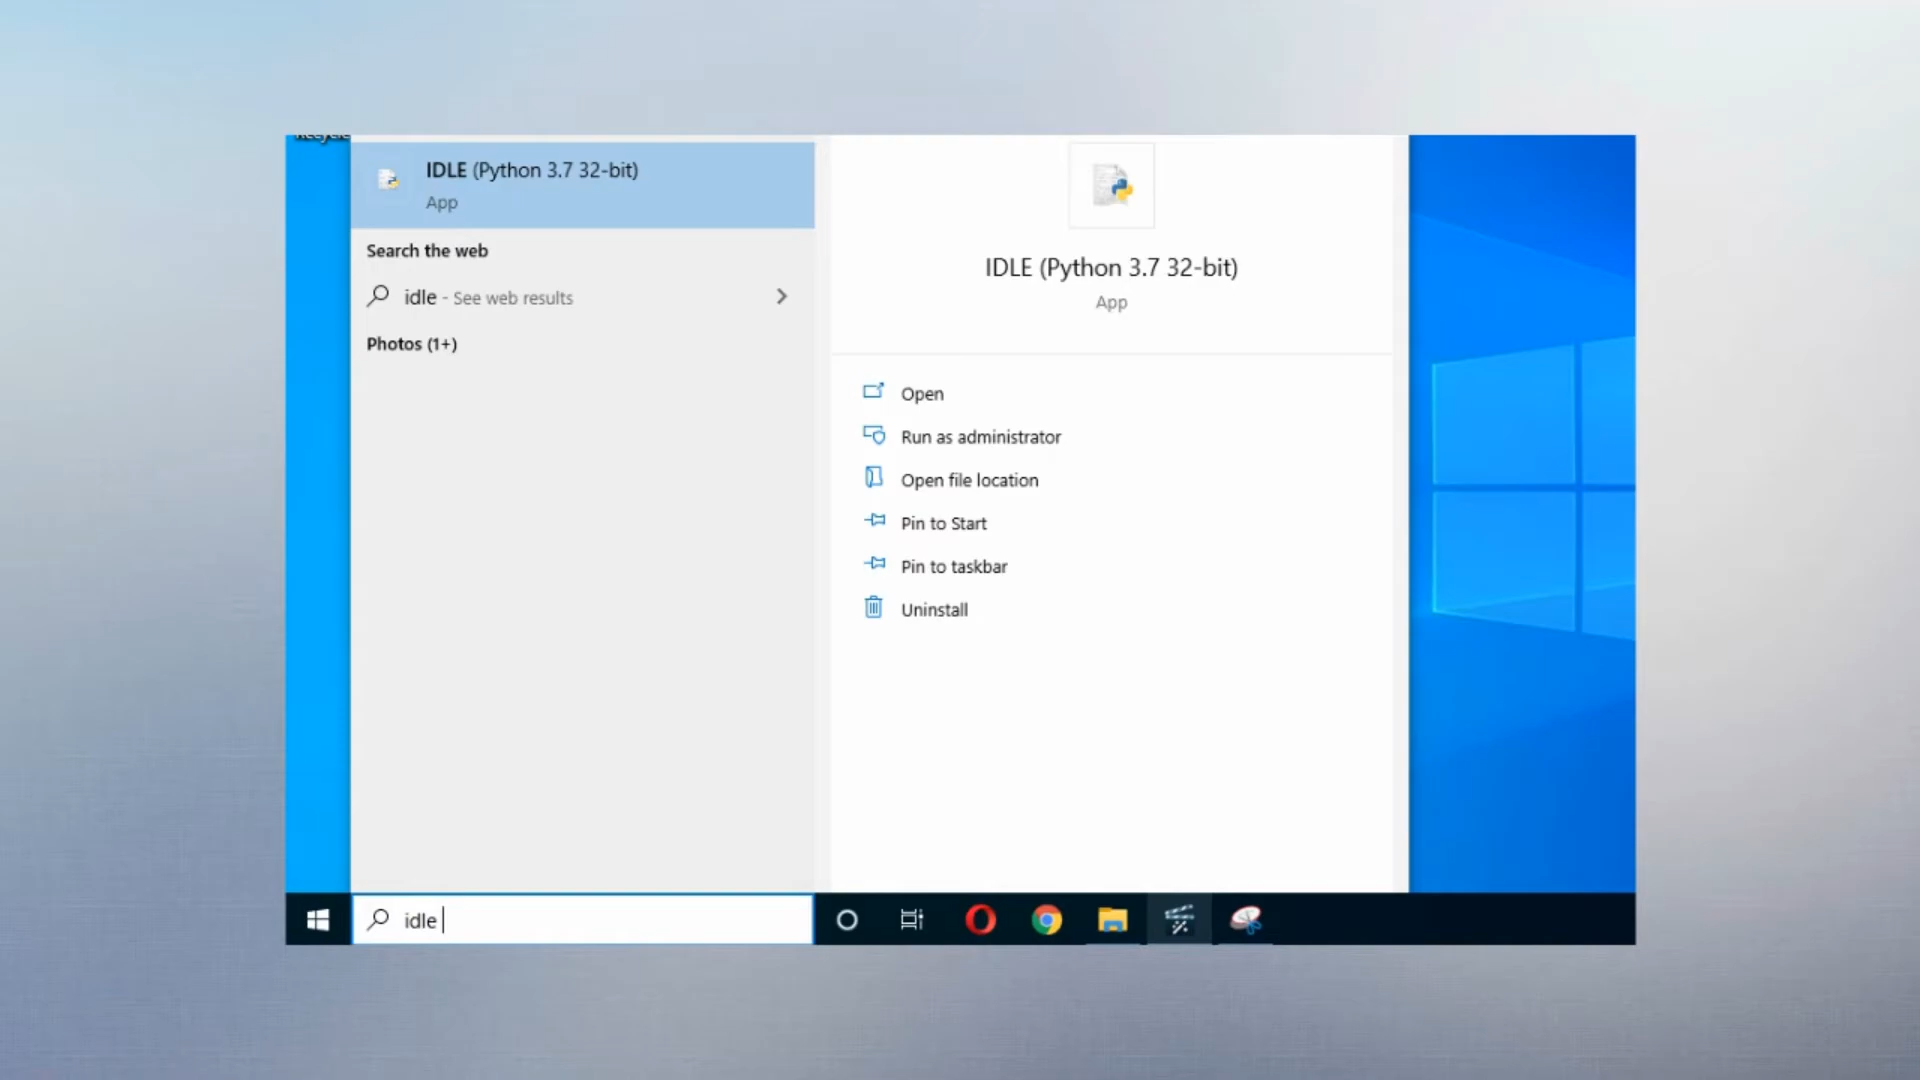 Recycle
IDLE (Python 3.7 32-bit)
App
Search the web
idle - See web results
Photos (1+)
IDLE (Python 3.7 32-bit)
App
Open
Run as administrator
Open file location
Pin to Start
Pin to taskbar
Uninstall
idle